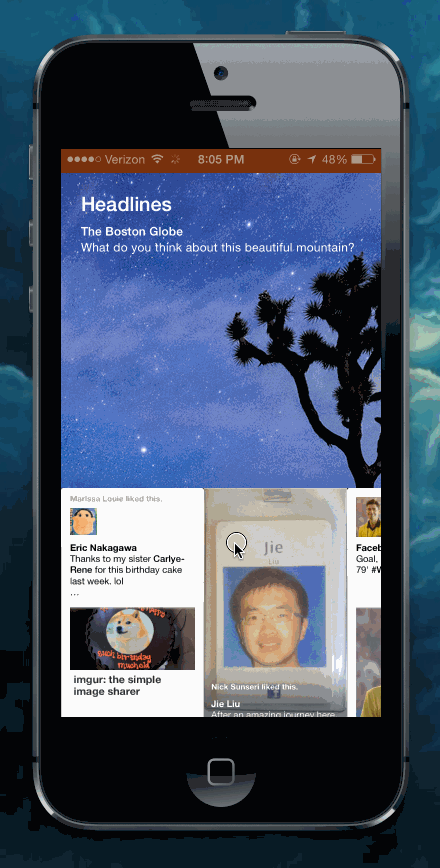 Verizon 8:05 PM 48%
Headlines
The Boston Globe
What do you think about this beautiful mountain?
Marissa Louie liked this.
Eric Nakagawa
Thanks to my sister Carlye-
Rene for this birthday cake
last week. lol
...
imgur: the simple
image sharer
Jie
Liu
Nick Sunseri liked this.
Jie Liu
After an amazing journey here
Faceb
Goal,
79' #W